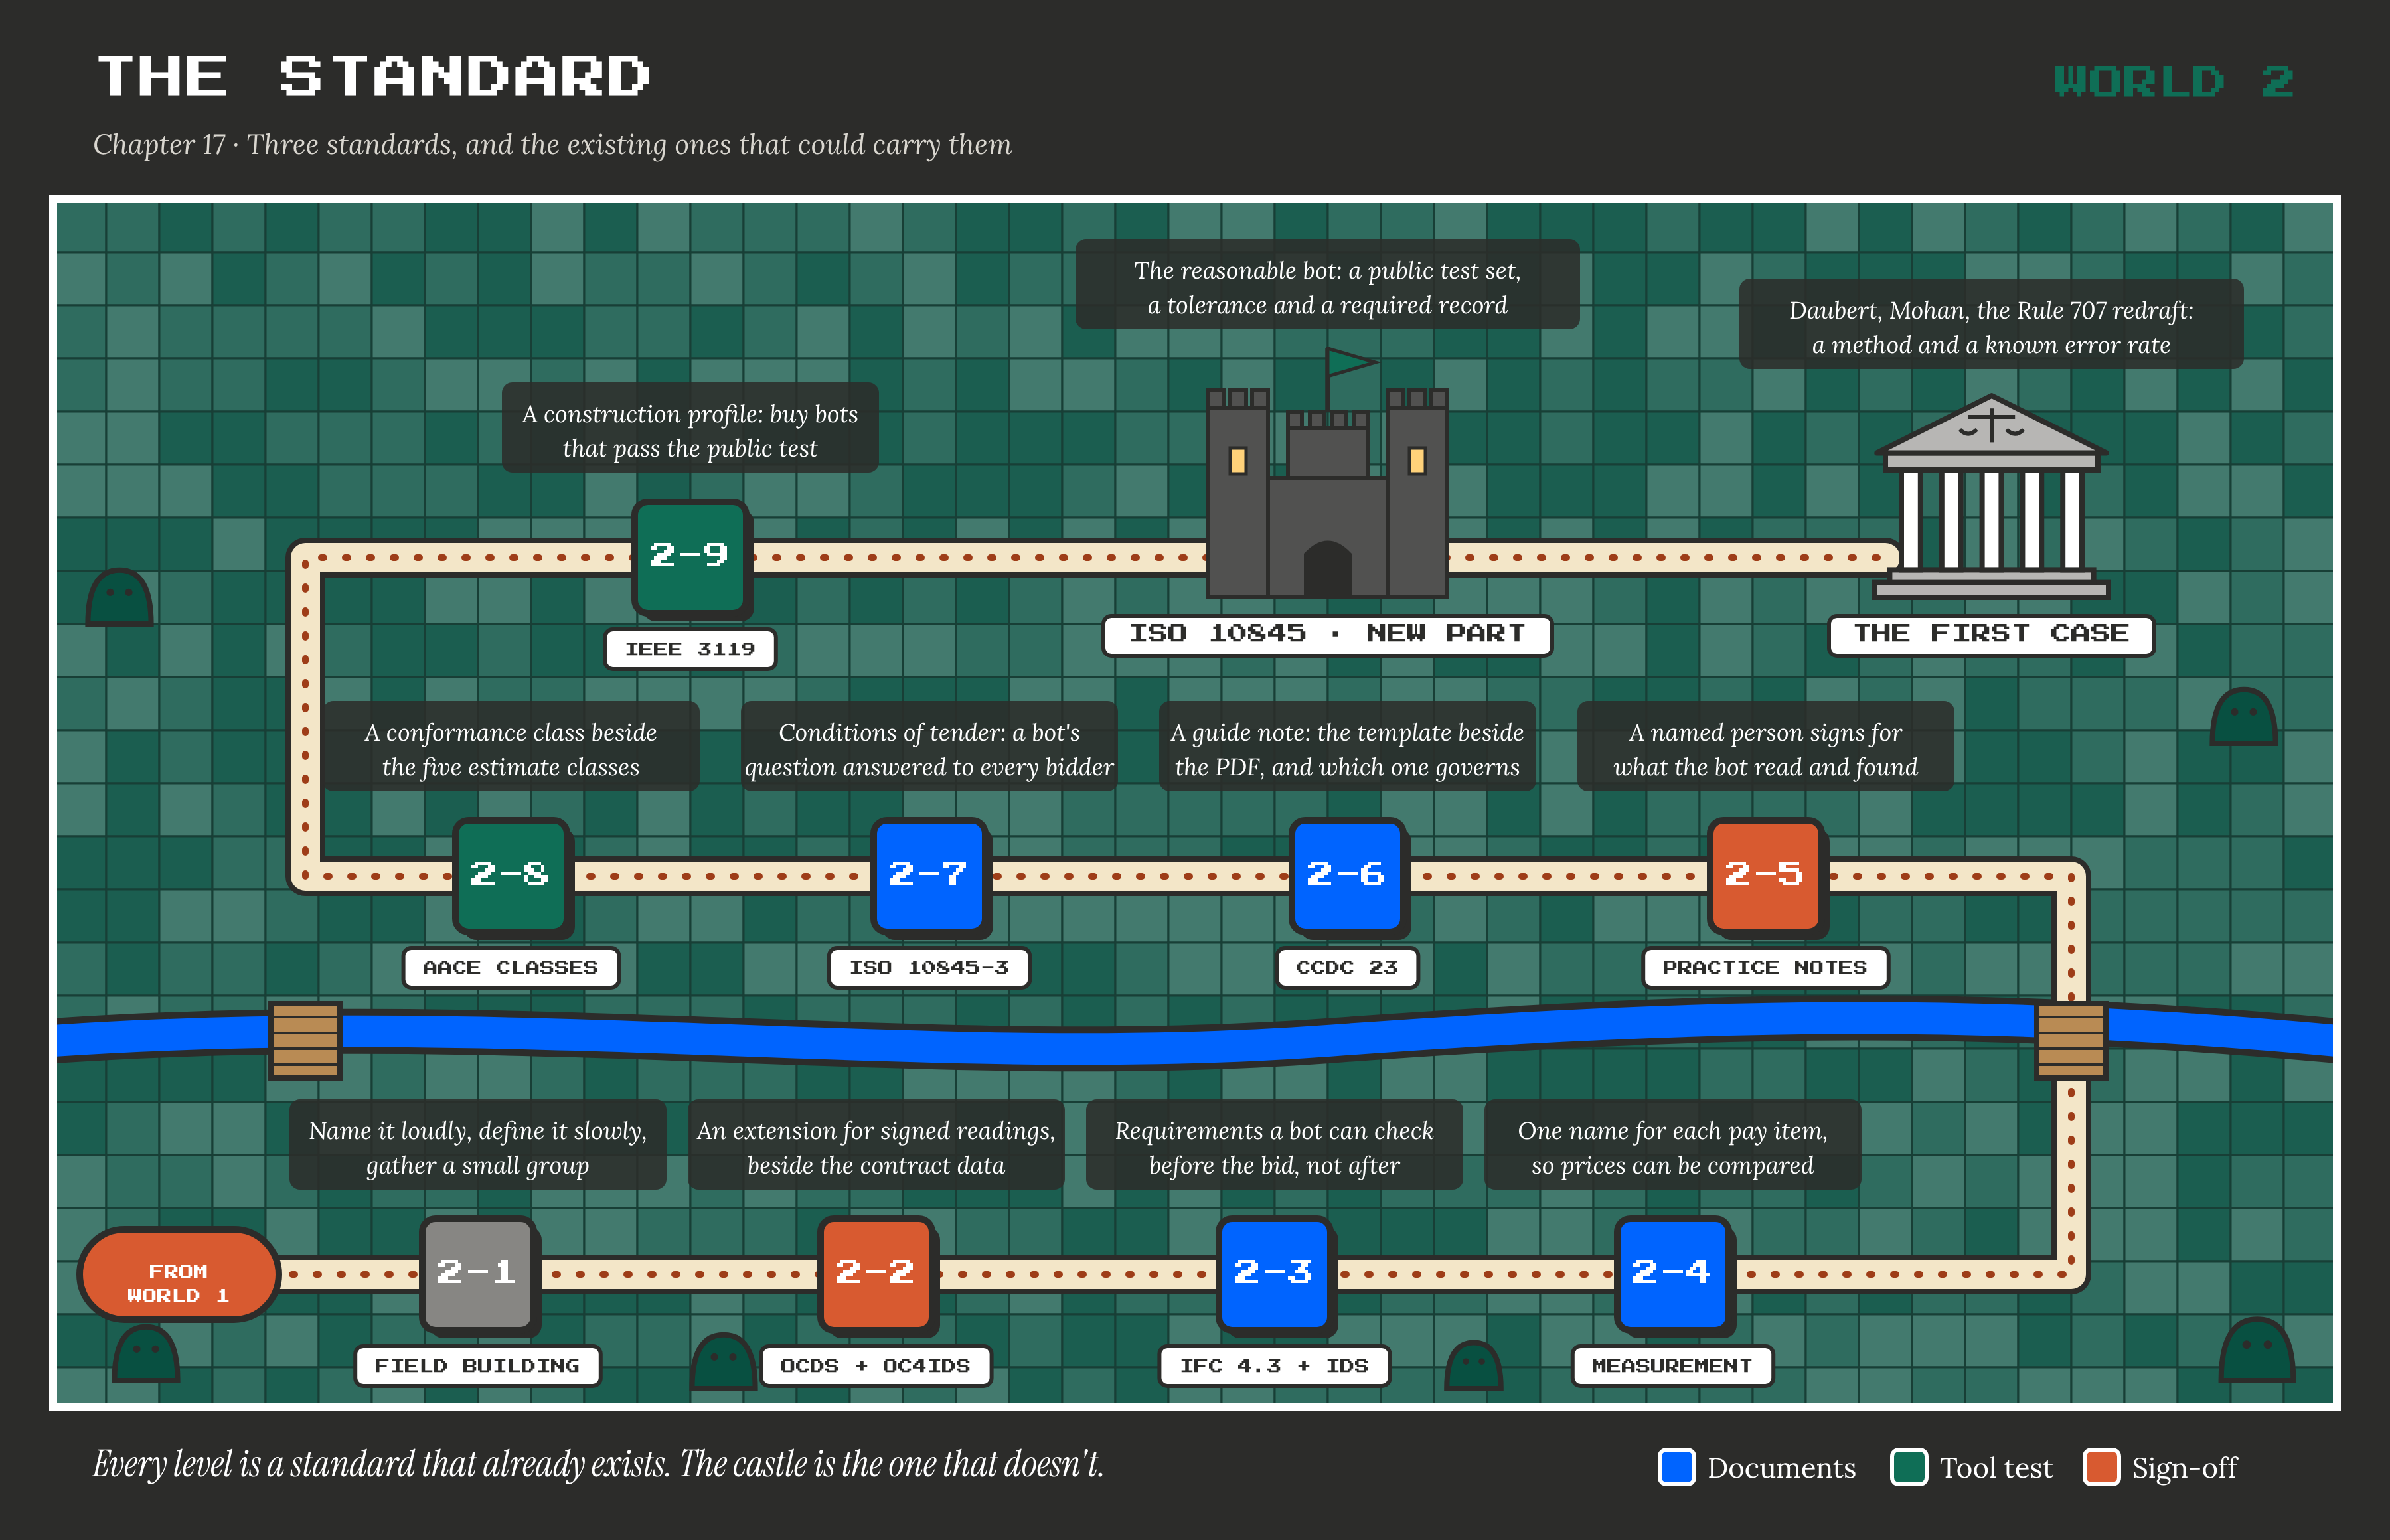 THE STANDARD
WORLD 2
Chapter 17 · Three standards, and the existing ones that could carry them
The reasonable bot: a public test set,
a tolerance and a required record
Daubert, Mohan, the Rule 707 redraft:
a method and a known error rate
A construction profile: buy bots
that pass the public test
2-9
IEEE 3119
ISO 10845 · NEW PART
THE FIRST CASE
A conformance class beside
the five estimate classes
Conditions of tender: a bot's
question answered to every bidder
A guide note: the template beside
the PDF, and which one governs
A named person signs for
what the bot read and found
2-8
2-7
2-6
2-5
AACE CLASSES
ISO 10845-3
CCDC 23
PRACTICE NOTES
Name it loudly, define it slowly,
gather a small group
An extension for signed readings,
beside the contract data
Requirements a bot can check
before the bid, not after
One name for each pay item,
so prices can be compared
FROM
WORLD 1
2-1
2-2
2-3
2-4
FIELD BUILDING
OCDS + OC4IDS
IFC 4.3 + IDS
MEASUREMENT
Every level is a standard that already exists. The castle is the one that doesn't.
Documents
Tool test
Sign-off